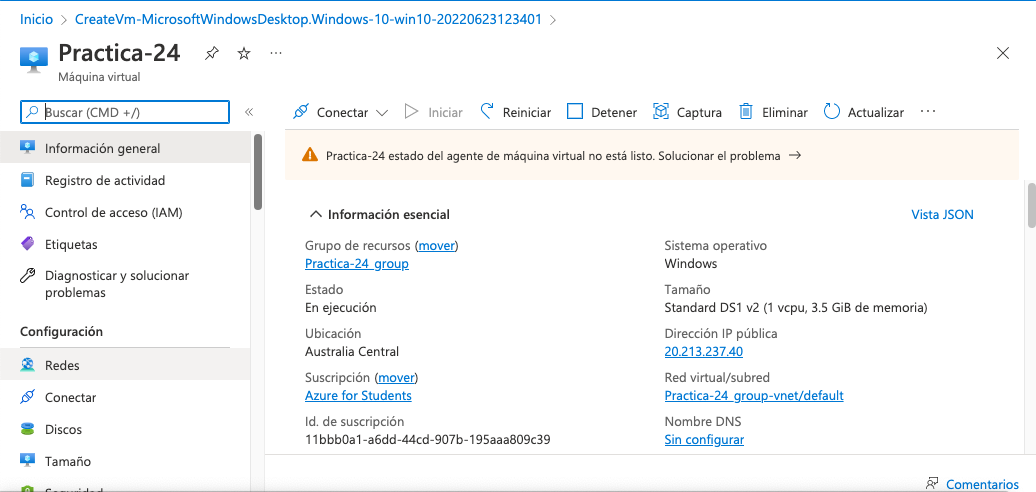 Inicio > CreateVm-MicrosoftWindowsDesktop.Windows-10-win10-20220623123401 >
Practica-24
Máquina virtual
Buscar (CMD +/)
Información general
Registro de actividad
Control de acceso (IAM)
Etiquetas
Diagnosticar y solucionar
problemas
Configuración
Redes
Conectar
Discos
Tamaño
Seguridad
Conectar Iniciar Reiniciar Detener Captura Eliminar Actualizar
Practica-24 estado del agente de máquina virtual no está listo. Solucionar el problema →
Información esencial
Vista JSON
Grupo de recursos (mover)
Practica-24_group
Estado
En ejecución
Ubicación
Australia Central
Suscripción (mover)
Azure for Students
Id. de suscripción
11bbb0a1-a6dd-44cd-907b-195aaa809c39
Sistema operativo
Windows
Tamaño
Standard DS1 v2 (1 vcpu, 3.5 GiB de memoria)
Dirección IP pública
20.213.237.40
Red virtual/subred
Practica-24_group-vnet/default
Nombre DNS
Sin configurar
Comentarios